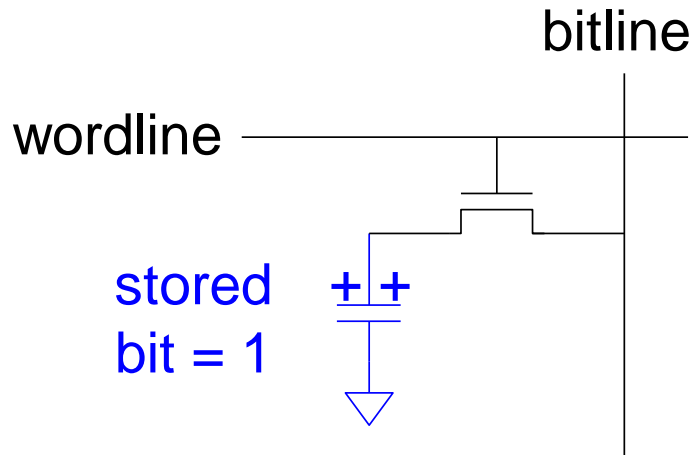 bitline
wordline
stored
+ +
bit = 1